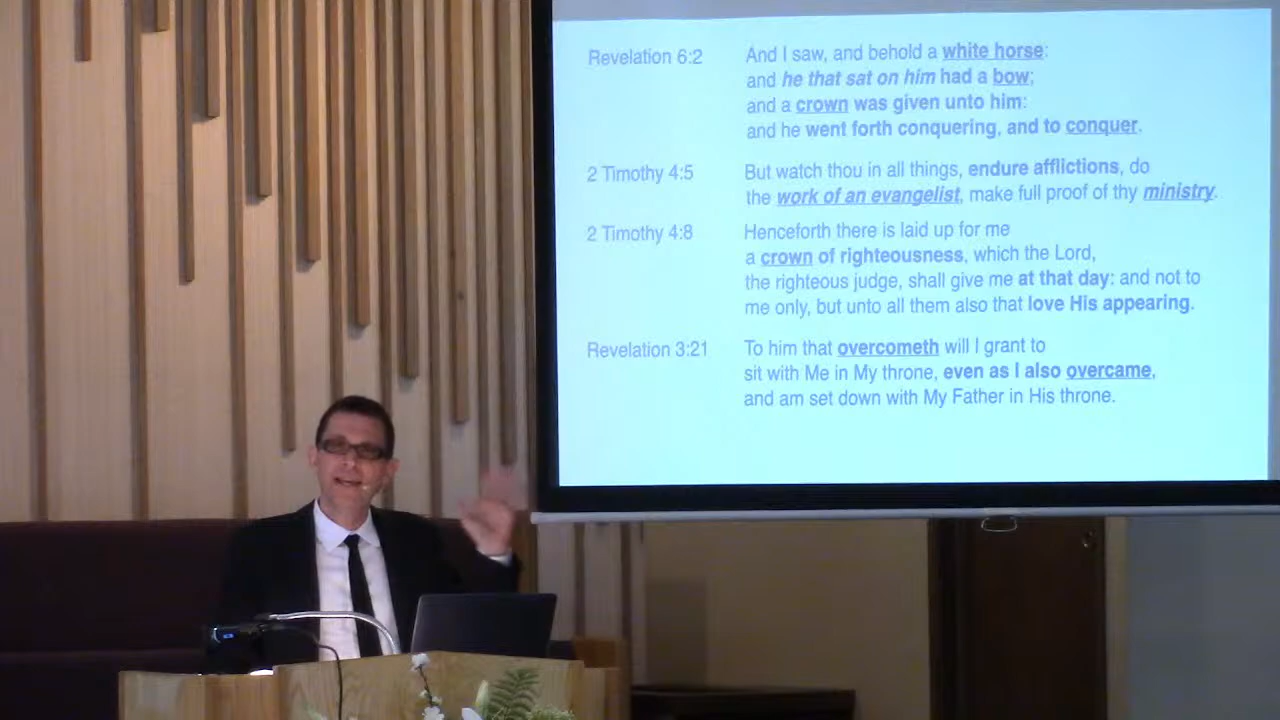 Revelation 6:2 And I saw, and behold a white horse:
and he that sat on him had a bow;
and a crown was given unto him:
and he went forth conquering, and to conquer.
2 Timothy 4:5 But watch thou in all things, endure afflictions, do
the work of an evangelist, make full proof of thy ministry.
2 Timothy 4:8 Henceforth there is laid up for me
a crown of righteousness, which the Lord,
the righteous judge, shall give me at that day: and not to
me only, but unto all them also that love His appearing.
Revelation 3:21 To him that overcometh will I grant to
sit with Me in My throne, even as I also overcame,
and am set down with My Father in His throne.